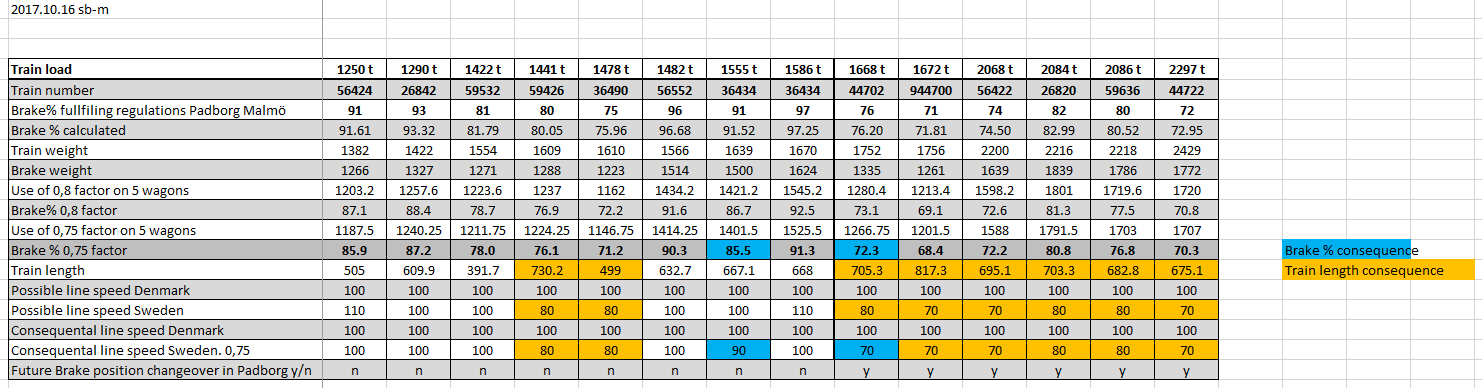 2017.10.16 sb-m
Train load 1250 t 1290 t 1422 t 1441 t 1478 t 1482 t 1555 t 1586 t 1668 t 1672 t 2068 t 2084 t 2086 t 2297 t
Train number 56424 26842 59532 59426 36490 56552 36434 36434 44702 944700 56422 26820 59636 44722
Brake% fullfiling regulations Padborg Malmö 91 93 81 80 75 96 91 97 76 71 74 82 80 72
Brake % calculated 91.61 93.32 81.79 80.05 75.96 96.68 91.52 97.25 76.20 71.81 74.50 82.99 80.52 72.95
Train weight 1382 1422 1554 1609 1610 1566 1639 1670 1752 1756 2200 2216 2218 2429
Brake weight 1266 1327 1271 1288 1223 1514 1500 1624 1335 1261 1639 1839 1786 1772
Use of 0,8 factor on 5 wagons 1203.2 1257.6 1223.6 1237 1162 1434.2 1421.2 1545.2 1280.4 1213.4 1598.2 1801 1719.6 1720
Brake% 0,8 factor 87.1 88.4 78.7 76.9 72.2 91.6 86.7 92.5 73.1 69.1 72.6 81.3 77.5 70.8
Use of 0,75 factor on 5 wagons 1187.5 1240.25 1211.75 1224.25 1146.75 1414.25 1401.5 1525.5 1266.75 1201.5 1588 1791.5 1703 1707
Brake % 0,75 factor 85.9 87.2 78.0 76.1 71.2 90.3 85.5 91.3 72.3 68.4 72.2 80.8 76.8 70.3 Brake % consequence
Train length 505 609.9 391.7 730.2 499 632.7 667.1 668 705.3 817.3 695.1 703.3 682.8 675.1 Train length consequence
Possible line speed Denmark 100 100 100 100 100 100 100 100 100 100 100 100 100 100
Possible line speed Sweden 110 100 100 80 80 100 100 110 80 70 70 80 80 70
Consequental line speed Denmark 100 100 100 100 100 100 100 100 100 100 100 100 100 100
Consequental line speed Sweden. 0,75 100 100 100 80 80 100 90 100 70 70 70 80 80 70
Future Brake position changeover in Padborg y/n n n n n n n n n y y y y y y